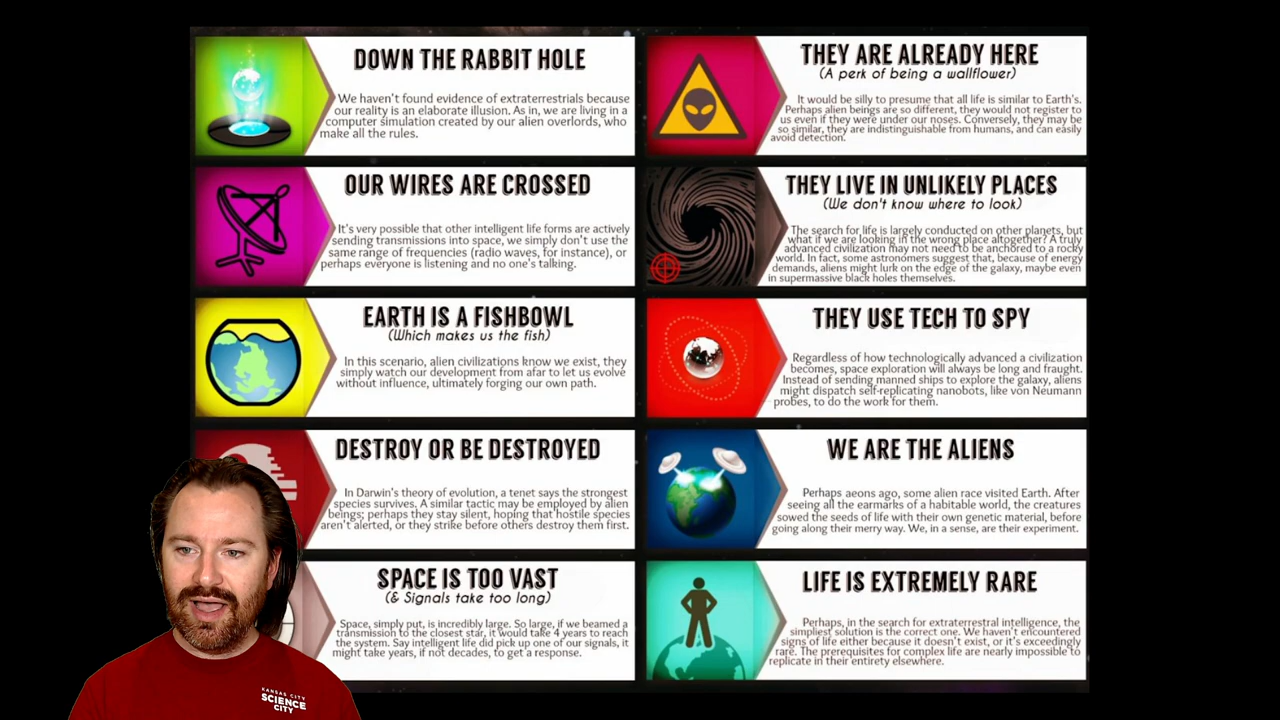 DOWN THE RABBIT HOLE
We haven't found evidence of extraterrestrials because
our reality is an elaborate illusion. As in, we are living in a
computer simulation created by our alien overlords, who
make all the rules.
OUR WIRES ARE CROSSED
It's very possible that other intelligent life forms are actively
sending transmissions into space, we simply don't use the
same range of frequencies (radio waves, for instance), or
perhaps everyone is listening and no one's talking.
EARTH IS A FISHBOWL
(Which makes us the fish)
In this scenario, alien civilizations know we exist, they
simply watch our development from afar to let us evolve
without influence, ultimately forging our own path.
DESTROY OR BE DESTROYED
In Darwin's theory of evolution, a tenet says the strongest
species survives. A similar tactic may be employed by alien
beings; perhaps they stay silent, hoping that hostile species
aren't alerted, or they strike before others destroy them first.
SPACE IS TOO VAST
(& Signals take too long)
Space, simply put, is incredibly large. So large, if we beamed a
transmission to the closest star, it would take 4 years to reach
the system. Say intelligent life did pick up one of our signals, it
might take years, if not decades, to get a response.
THEY ARE ALREADY HERE
(A perk of being a wallflower)
It would be silly to presume that all life is similar to Earth's.
Perhaps alien beings are so different, they would not register to
us even if they were under our noses. Conversely, they may be
so similar, they are indistinguishable from humans, and can easily
avoid detection.
THEY LIVE IN UNLIKELY PLACES
(We don't know where to look)
The search for life is largely conducted on other planets, but
what if we are looking in the wrong place altogether? A truly
advanced civilization may not need to be anchored to a rocky
world. In fact, some astronomers suggest that, because of energy
demands, aliens might lurk on the edge of the galaxy, maybe even
in supermassive black holes themselves.
THEY USE TECH TO SPY
Regardless of how technologically advanced a civilization
becomes, space exploration will always be long and fraught.
Instead of sending manned ships to explore the galaxy, aliens
might dispatch self-replicating nanobots, like von Neumann
probes, to do the work for them.
WE ARE THE ALIENS
Perhaps aeons ago, some alien race visited Earth. After
seeing all the earmarks of a habitable world, the creatures
sowed the seeds of life with their own genetic material, before
going along their merry way. We, in a sense, are their experiment.
LIFE IS EXTREMELY RARE
Perhaps, in the search for extraterrestrial intelligence, the
simpliest solution is the correct one. We haven't encountered
signs of life either because it doesn't exist, or it's exceedingly
rare. The prerequisites for complex life are nearly impossible to
replicate in their entirety elsewhere.
KANSAS CITY
SCIENCE
CITY